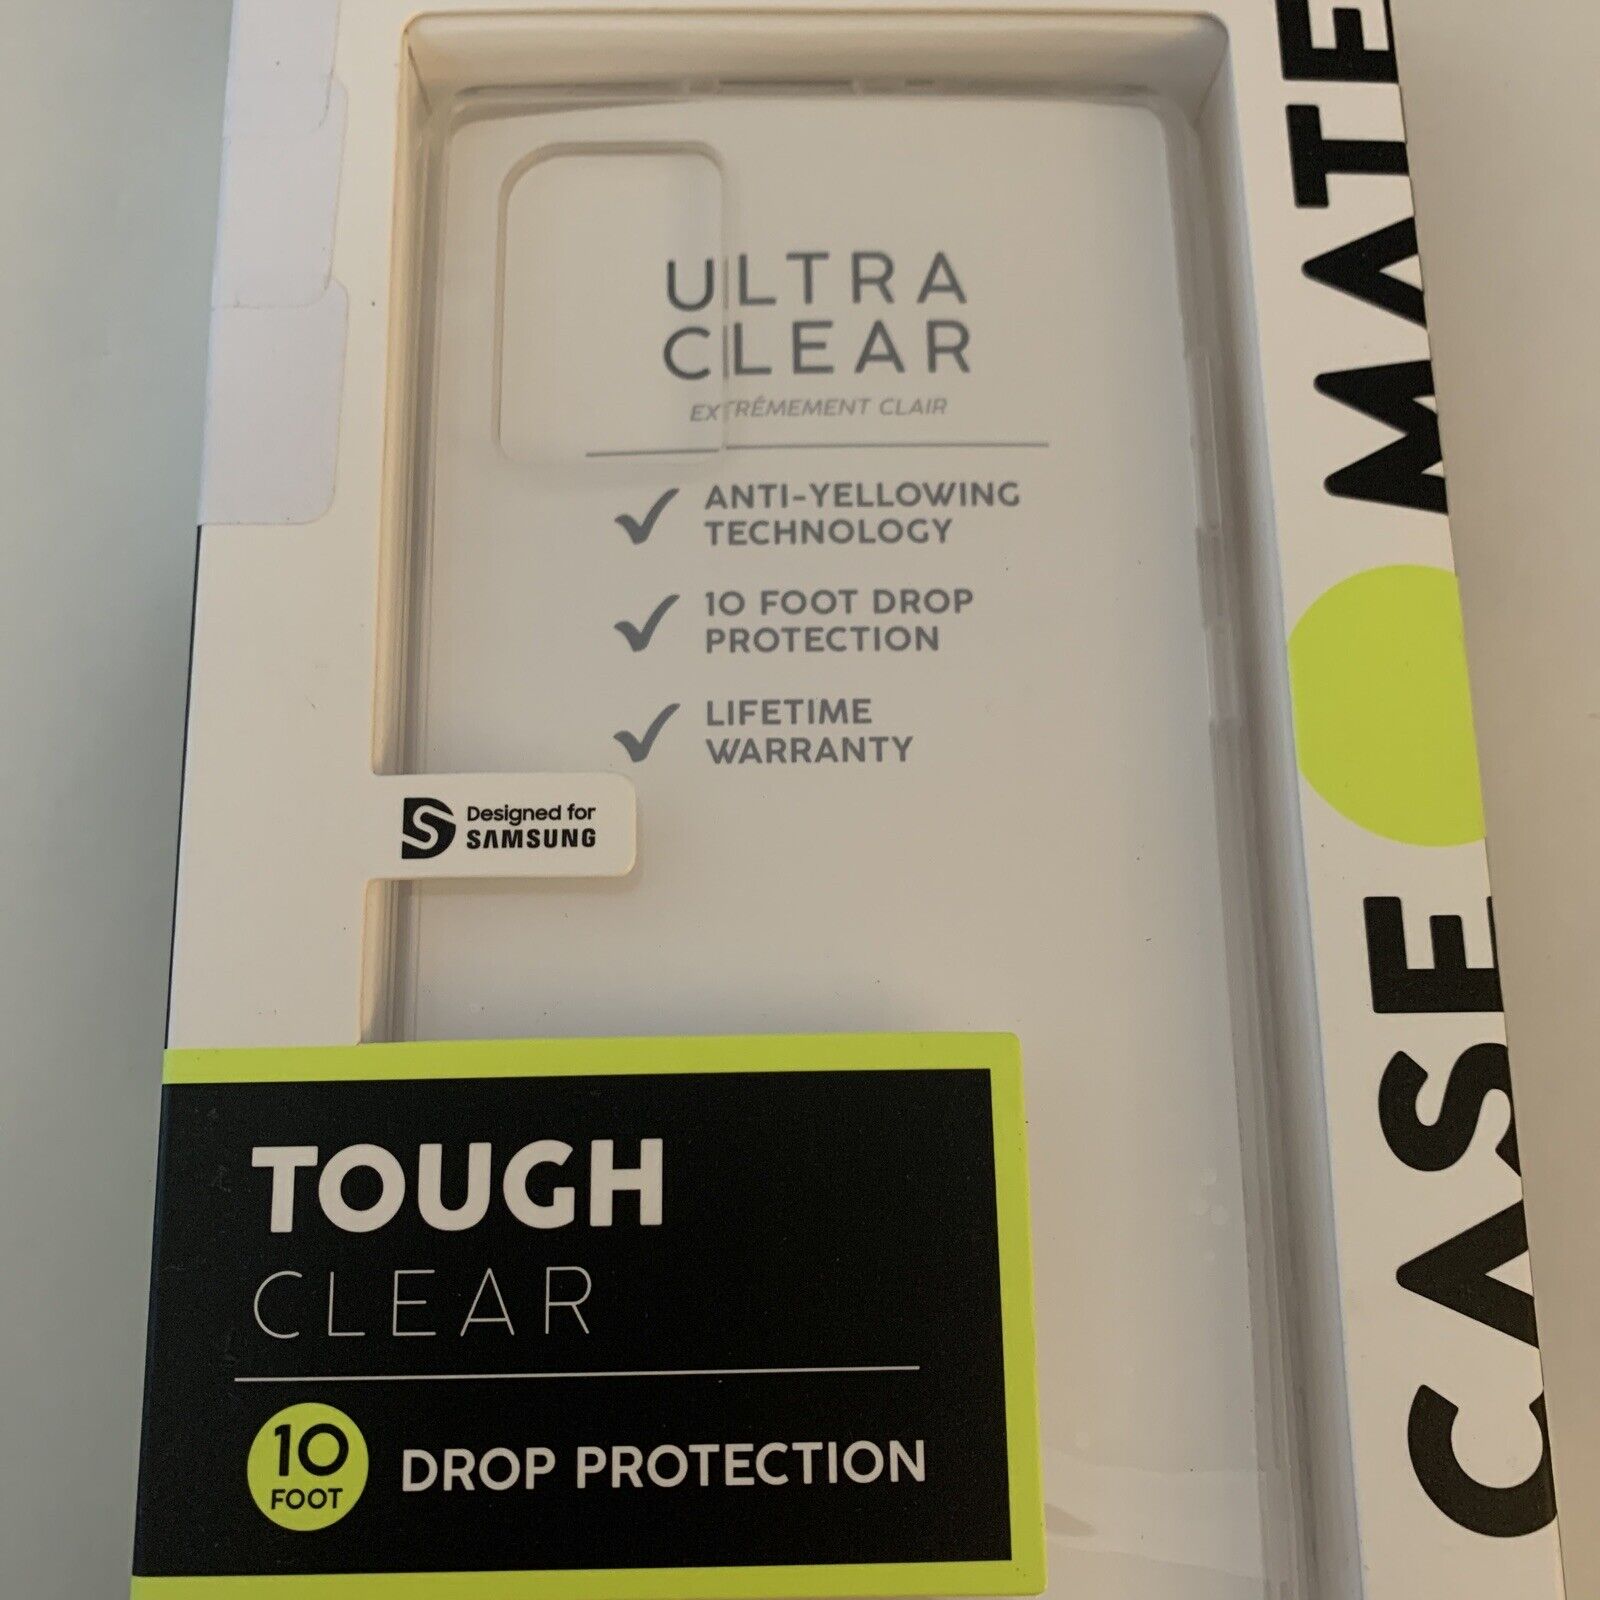 ULTRA
CLEAR
EXTRÉMEMENT CLAIR
ANTI-YELLOWING
TECHNOLOGY
10 FOOT DROP
PROTECTION
LIFETIME
WARRANTY
Designed for
SAMSUNG
TOUGH
CLEAR
10
FOOT
DROP PROTECTION
CASE MATE